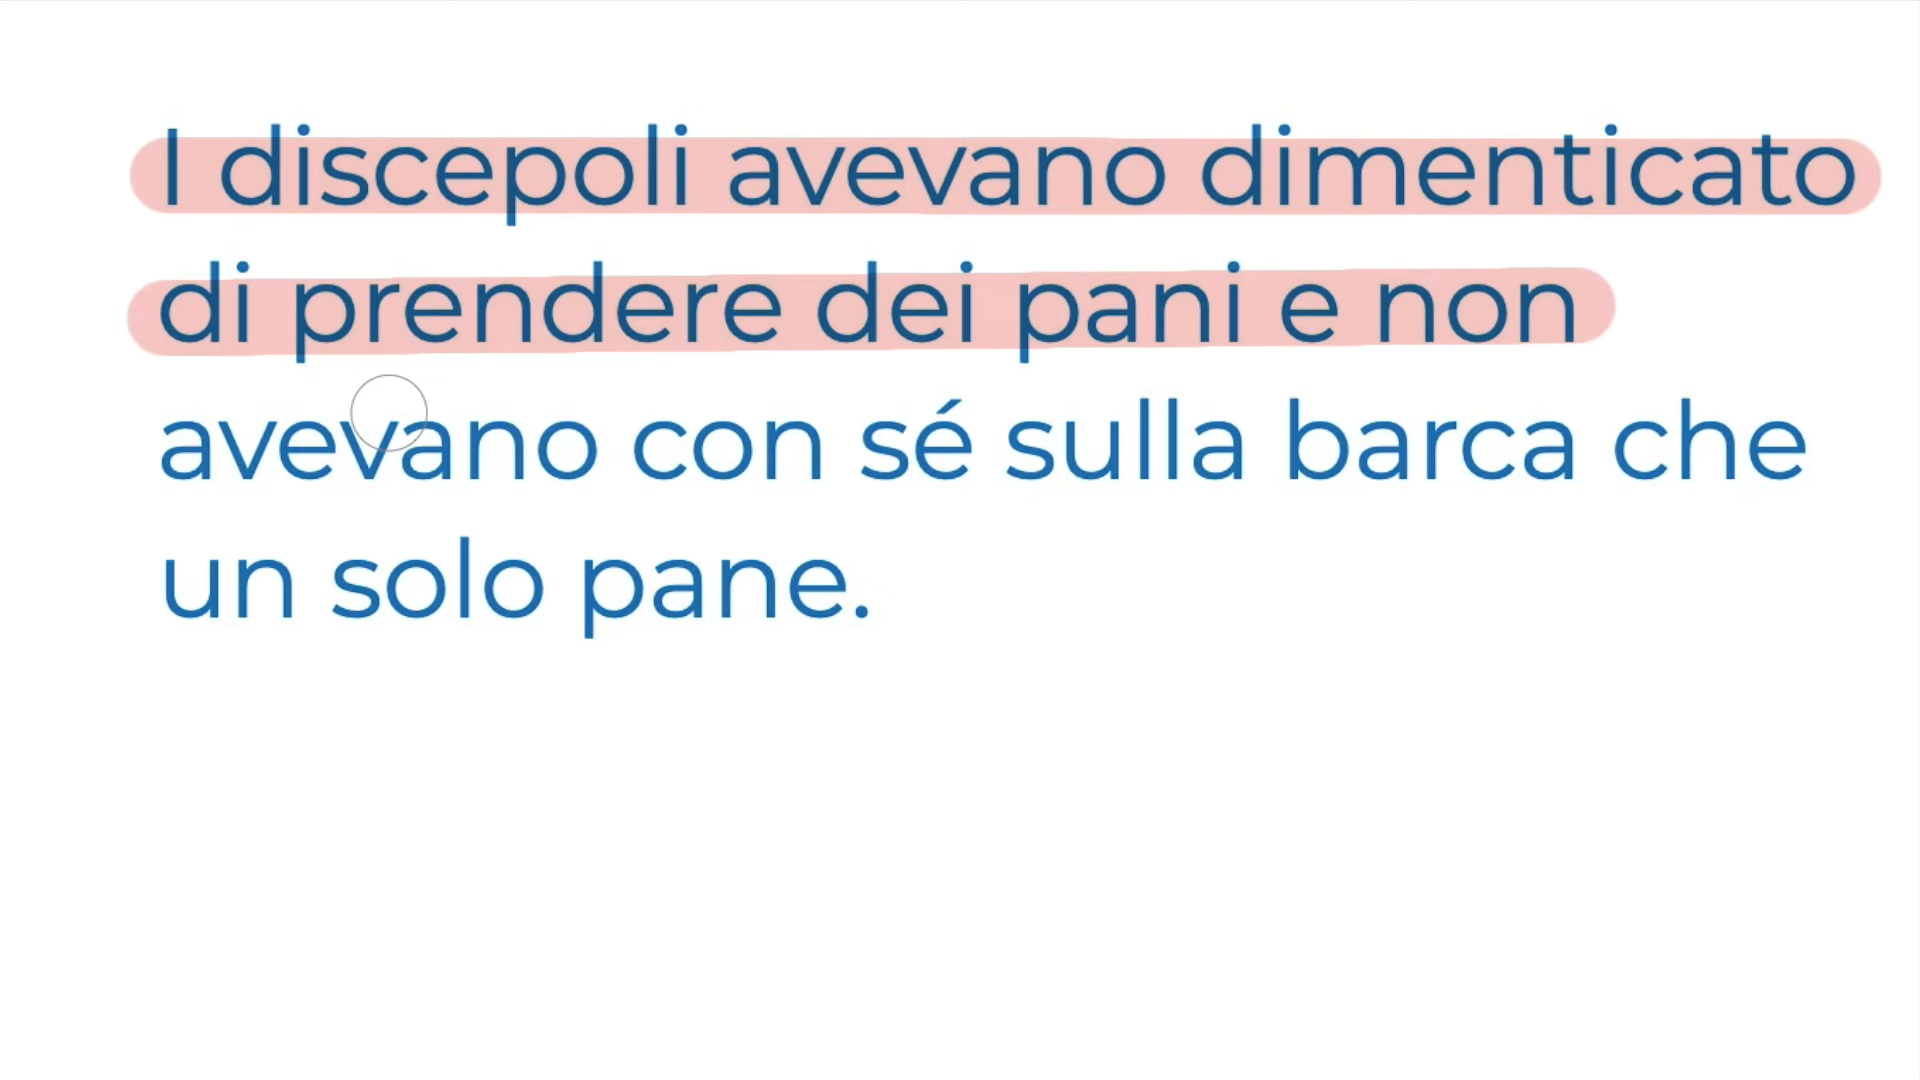 I discepoli avevano dimenticato
di prendere dei pani e non
avevano con sé sulla barca che
un solo pane.